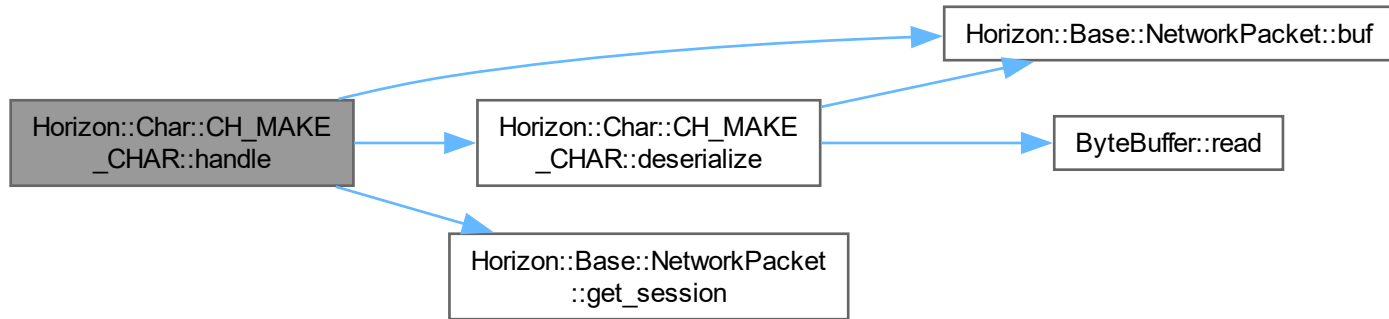 Horizon::Base::NetworkPacket::buf
Horizon::Char::CH_MAKE
_CHAR::handle
Horizon::Char::CH_MAKE
_CHAR::deserialize
ByteBuffer::read
Horizon::Base::NetworkPacket
::get_session